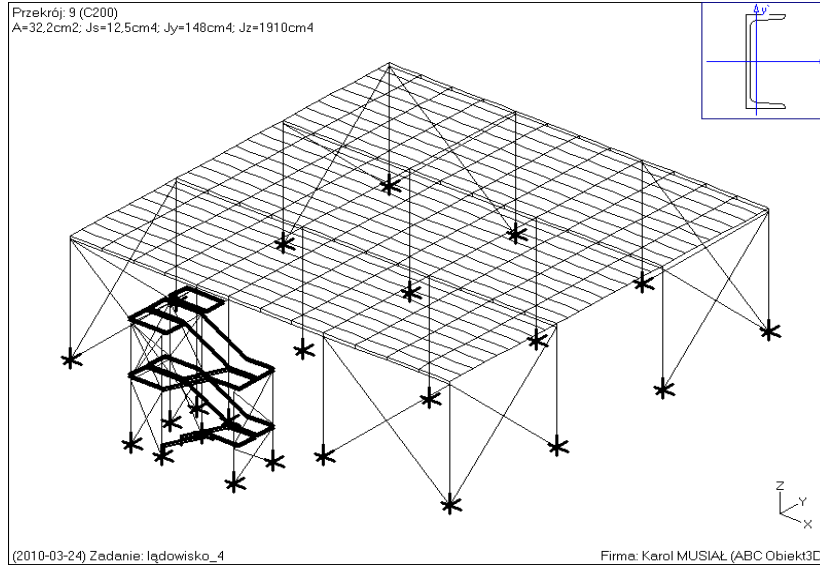 Przekrój: 9 (C200)
A=32,2cm2; Js=12,5cm4; Jy=148cm4; Jz=1910cm4
y'
Z
Y
X
(2010-03-24) Zadanie: lądowisko_4
Firma: Karol MUSIAŁ (ABC Obiekt3D